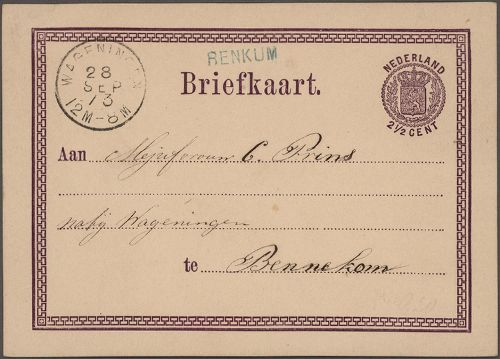 WAGENINGEN
28
SEP
73
12M-8M
RENKUM
Briefkaart.
NEDERLAND
2½ CENT
Aan Mejufvrouw C. Prins
nabij Wageningen
te Bennekom